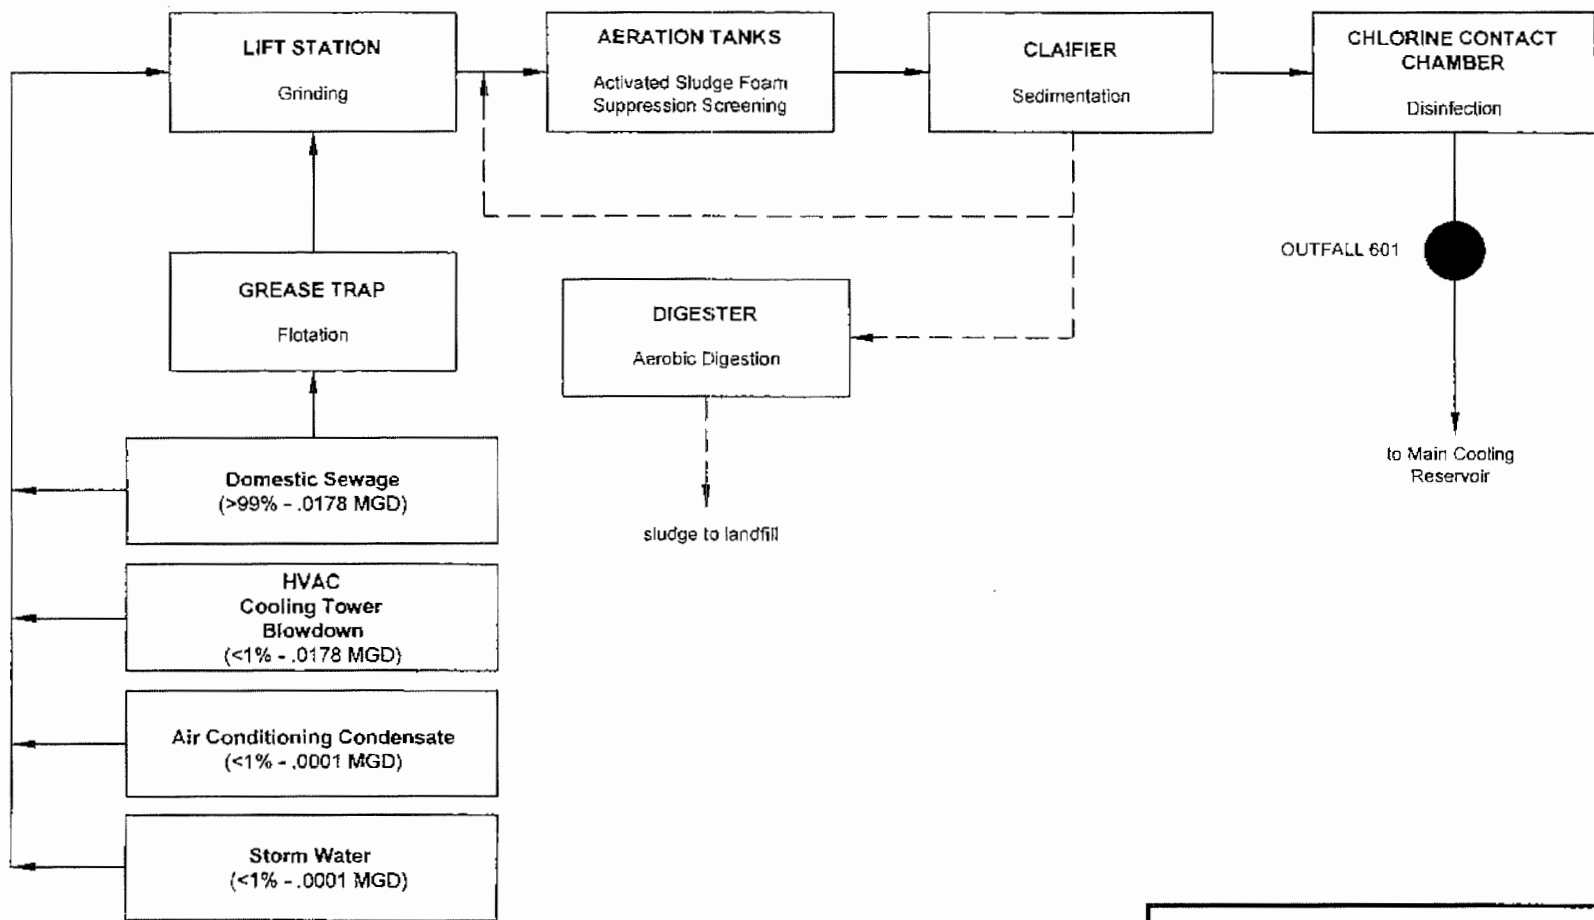 LIFT STATION
Grinding
AERATION TANKS
Activated Sludge Foam
Suppression Screening
CLAIFIER
Sedimentation
CHLORINE CONTACT
CHAMBER
Disinfection
OUTFALL 601
to Main Cooling
Reservoir
GREASE TRAP
Flotation
DIGESTER
Aerobic Digestion
sludge to landfill
Domestic Sewage
(>99% - .0178 MGD)
HVAC
Cooling Tower
Blowdown
(<1% - .0178 MGD)
Air Conditioning Condensate
(<1% - .0001 MGD)
Storm Water
(<1% - .0001 MGD)